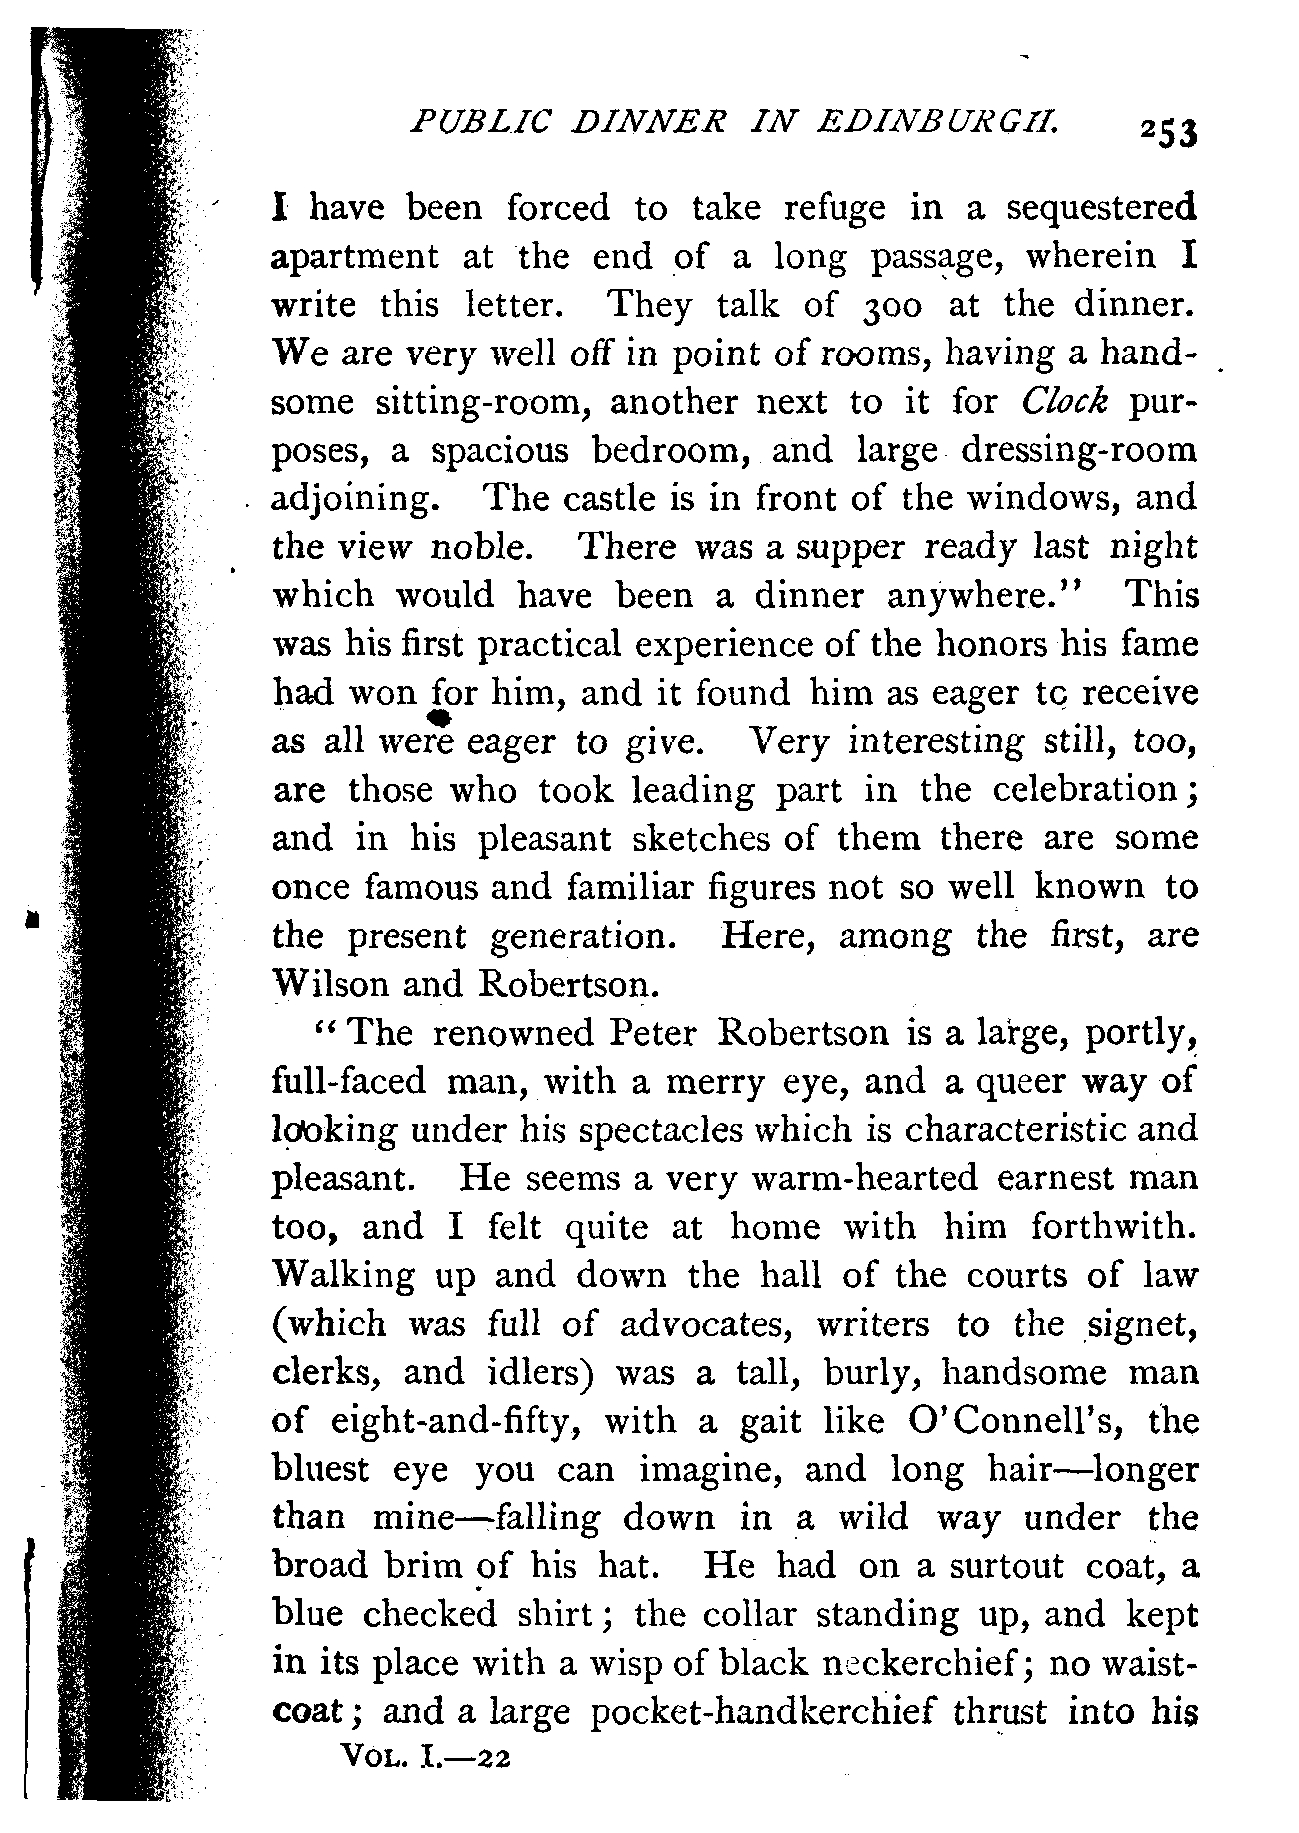 PUBLIC DINNER IN EDINBURGH. 253
I have been forced to take refuge in a sequestered
apartment at the end of a long passage, wherein I
write this letter. They talk of 300 at the dinner.
We are very well off in point of rooms, having a hand-
some sitting-room, another next to it for Clock pur-
poses, a spacious bedroom, and large dressing-room
adjoining. The castle is in front of the windows, and
the view noble. There was a supper ready last night
which would have been a dinner anywhere." This
was his first practical experience of the honors his fame
had won for him, and it found him as eager to receive
as all were eager to give. Very interesting still, too,
are those who took leading part in the celebration;
and in his pleasant sketches of them there are some
once famous and familiar figures not so well known to
the present generation. Here, among the first, are
Wilson and Robertson.
"The renowned Peter Robertson is a large, portly,
full-faced man, with a merry eye, and a queer way of
looking under his spectacles which is characteristic and
pleasant. He seems a very warm-hearted earnest man
too, and I felt quite at home with him forthwith.
Walking up and down the hall of the courts of law
(which was full of advocates, writers to the signet,
clerks, and idlers) was a tall, burly, handsome man
of eight-and-fifty, with a gait like O'Connell's, the
bluest eye you can imagine, and long hair—longer
than mine—falling down in a wild way under the
broad brim of his hat. He had on a surtout coat, a
blue checked shirt; the collar standing up, and kept
in its place with a wisp of black neckerchief; no waist-
coat; and a large pocket-handkerchief thrust into his
VOL. I.—22